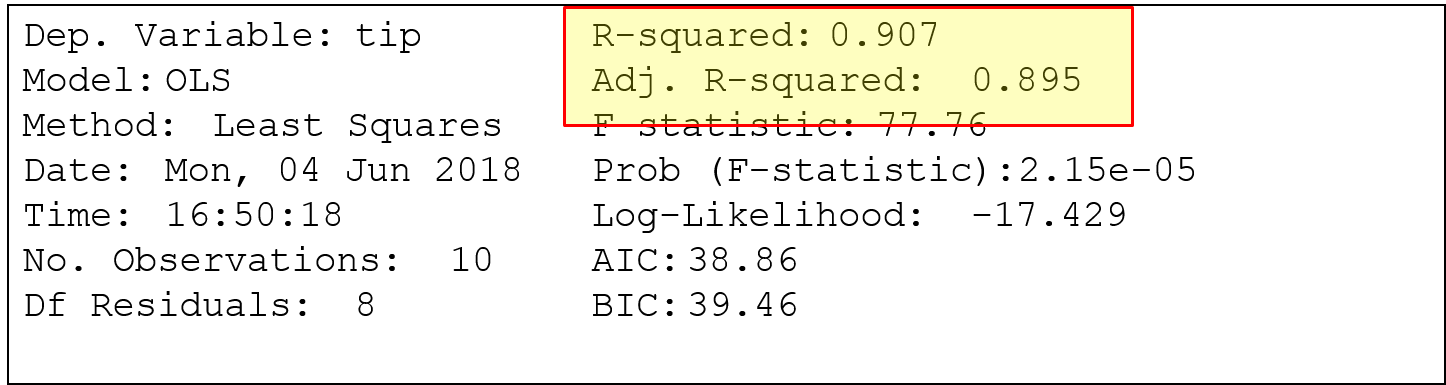 Dep. Variable: tip R-squared: 0.907
Model: OLS Adj. R-squared: 0.895
Method: Least Squares F statistic: 77.76
Date: Mon, 04 Jun 2018 Prob (F-statistic):2.15e-05
Time: 16:50:18 Log-Likelihood: -17.429
No. Observations: 10 AIC: 38.86
Df Residuals: 8 BIC: 39.46